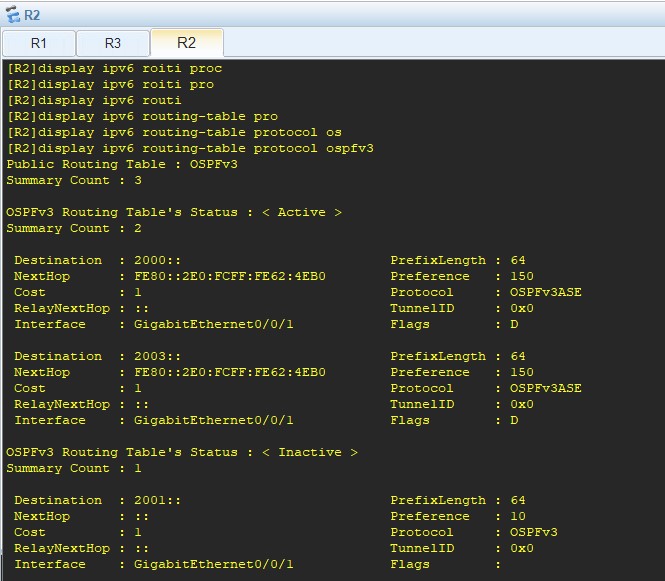 R2
R1 R3 R2
[R2]display ipv6 roiti proc
[R2]display ipv6 roiti pro
[R2]display ipv6 routi
[R2]display ipv6 routing-table pro
[R2]display ipv6 routing-table protocol os
[R2]display ipv6 routing-table protocol ospfv3
Public Routing Table : OSPFv3
Summary Count : 3
OSPFv3 Routing Table's Status : < Active >
Summary Count : 2
Destination : 2000:: PrefixLength : 64
NextHop : FE80::2E0:FCFF:FE62:4EB0 Preference : 150
Cost : 1 Protocol : OSPFv3ASE
RelayNextHop : :: TunnelID : 0x0
Interface : GigabitEthernet0/0/1 Flags : D
Destination : 2003:: PrefixLength : 64
NextHop : FE80::2E0:FCFF:FE62:4EB0 Preference : 150
Cost : 1 Protocol : OSPFv3ASE
RelayNextHop : :: TunnelID : 0x0
Interface : GigabitEthernet0/0/1 Flags : D
OSPFv3 Routing Table's Status : < Inactive >
Summary Count : 1
Destination : 2001:: PrefixLength : 64
NextHop : :: Preference : 10
Cost : 1 Protocol : OSPFv3
RelayNextHop : :: TunnelID : 0x0
Interface : GigabitEthernet0/0/1 Flags :